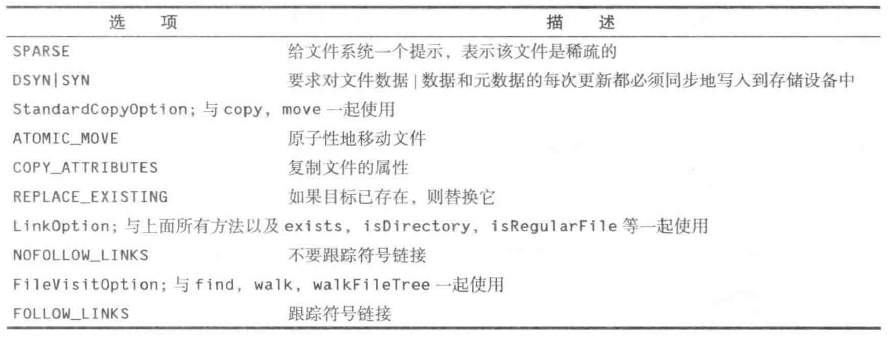 选 项 描 述
SPARSE 给文件系统一个提示，表示该文件是稀疏的
DSYN|SYN 要求对文件数据|数据和元数据的每次更新都必须同步地写入到存储设备中
StandardCopyOption; 与 copy, move 一起使用
ATOMIC_MOVE 原子性地移动文件
COPY_ATTRIBUTES 复制文件的属性
REPLACE_EXISTING 如果目标已存在，则替换它
LinkOption; 与上面所有方法以及 exists, isDirectory, isRegularFile 等一起使用
NOFOLLOW_LINKS 不要跟踪符号链接
FileVisitOption; 与 find, walk, walkFileTree 一起使用
FOLLOW_LINKS 跟踪符号链接